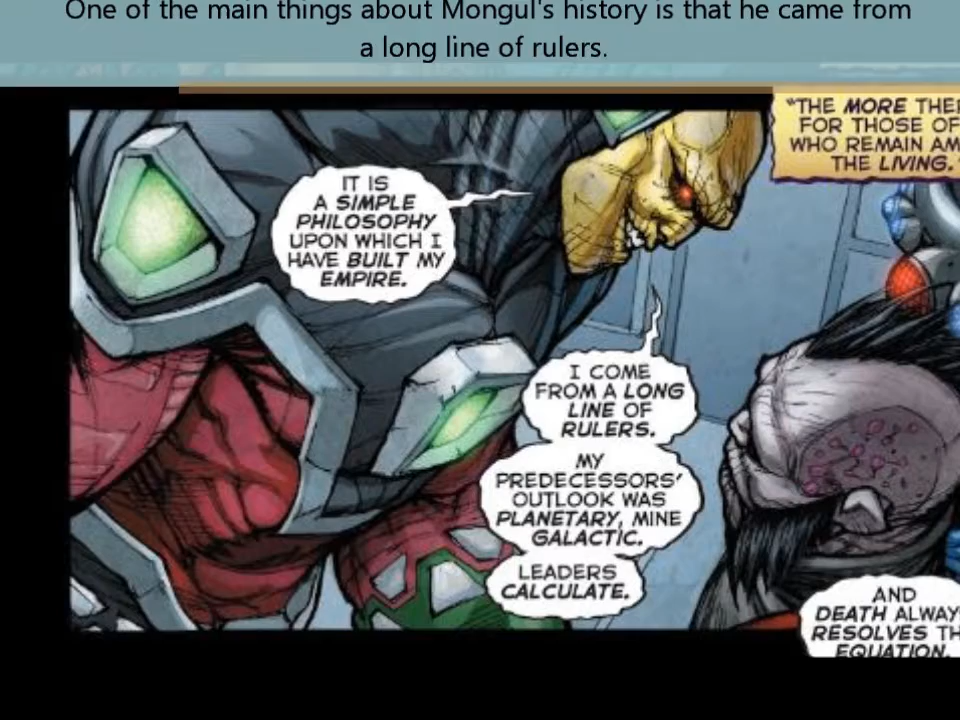 One of the main things about Mongul's history is that he came from
a long line of rulers.
"THE MORE THE
FOR THOSE OF
WHO REMAIN AM
THE LIVING.
IT IS
A SIMPLE
PHILOSOPHY
UPON WHICH I
HAVE BUILT MY
EMPIRE.
I COME
FROM A LONG
LINE OF
RULERS.
MY
PREDECESSORS'
OUTLOOK WAS
PLANETARY, MINE
GALACTIC.
LEADERS
CALCULATE.
AND
DEATH ALWAY
RESOLVES TH
EQUATION.